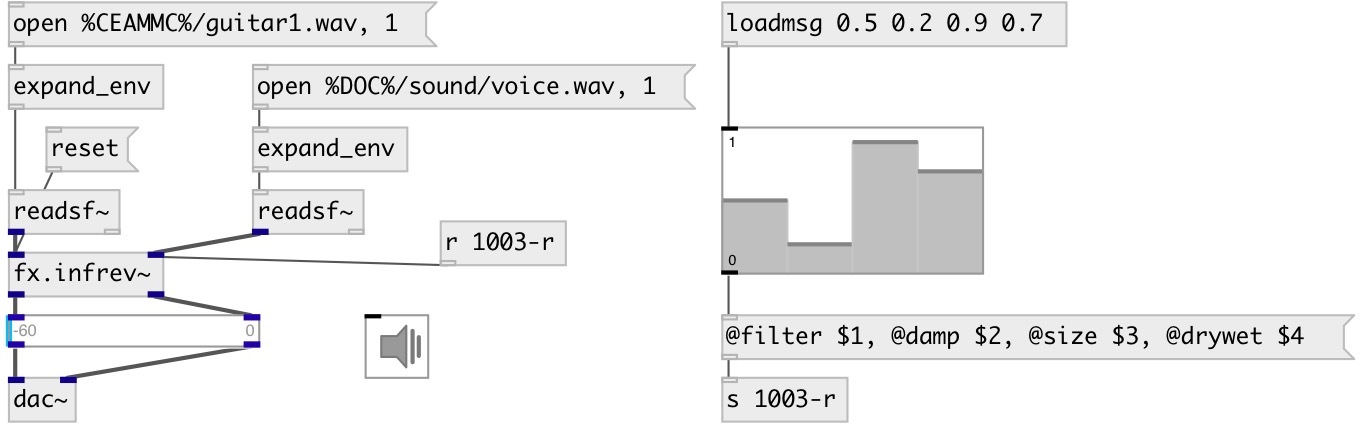 open %CEAMMC%/guitar1.wav, 1
loadmsg 0.5 0.2 0.9 0.7
expand_env
open %DOC%/sound/voice.wav, 1
reset
expand_env
1
readsf~
readsf~
r 1003-r
fx.infrev~
0
-60
0
@filter $1, @damp $2, @size $3, @drywet $4
dac~
s 1003-r